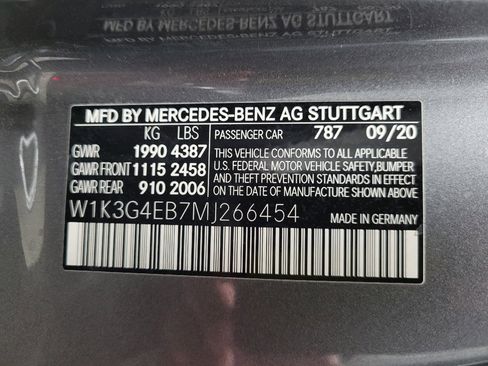 MFD BY MERCEDES-BENZ AG STUTTGART
KG LBS PASSENGER CAR 787 09/20
GVWR 1990 4387
GAWR FRONT 1115 2458
GAWR REAR 910 2006
THIS VEHICLE CONFORMS TO ALL APPLICABLE
U.S. FEDERAL MOTOR VEHICLE SAFETY, BUMPER
AND THEFT PREVENTION STANDARDS IN EFFECT
ON THE DATE OF MANUFACTURE SHOWN ABOVE.
W1K3G4EB7MJ266454 MADE IN GERMANY